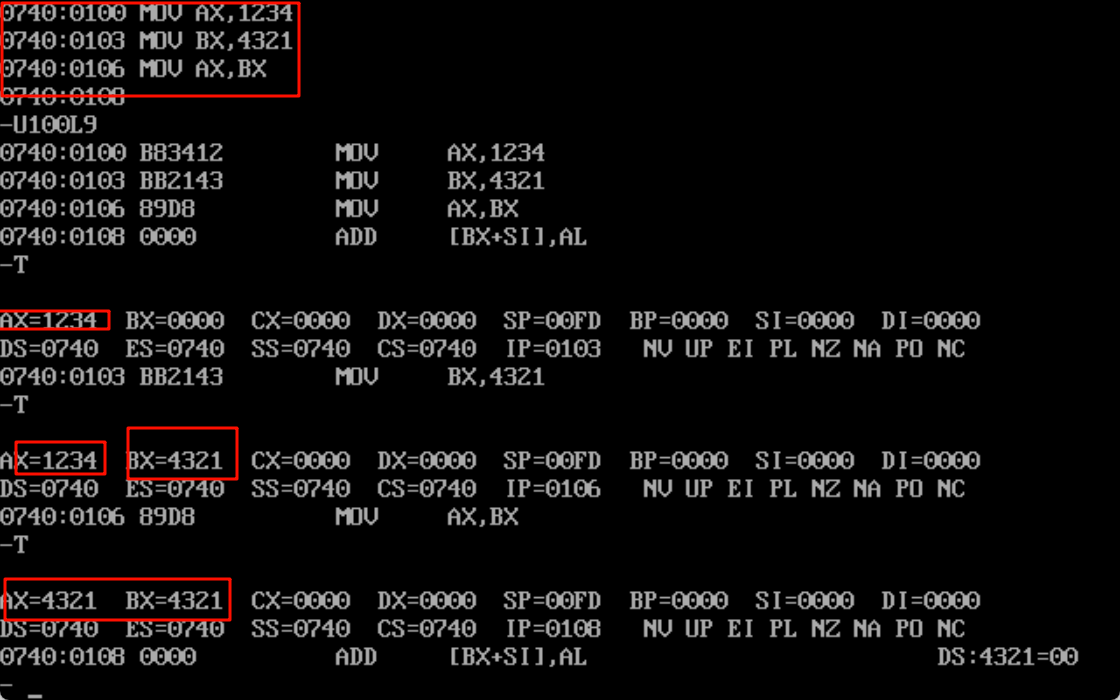 0740:0100 MOV AX,1234
0740:0103 MOV BX,4321
0740:0106 MOV AX,BX
0740:0108
-U100L9
0740:0100 B83412 MOV AX,1234
0740:0103 BB2143 MOV BX,4321
0740:0106 89D8 MOV AX,BX
0740:0108 0000 ADD [BX+SI],AL
-T
AX=1234 BX=0000 CX=0000 DX=0000 SP=00FD BP=0000 SI=0000 DI=0000
DS=0740 ES=0740 SS=0740 CS=0740 IP=0103 NV UP EI PL NZ NA PO NC
0740:0103 BB2143 MOV BX,4321
-T
AX=1234 BX=4321 CX=0000 DX=0000 SP=00FD BP=0000 SI=0000 DI=0000
DS=0740 ES=0740 SS=0740 CS=0740 IP=0106 NV UP EI PL NZ NA PO NC
0740:0106 89D8 MOV AX,BX
-T
AX=4321 BX=4321 CX=0000 DX=0000 SP=00FD BP=0000 SI=0000 DI=0000
DS=0740 ES=0740 SS=0740 CS=0740 IP=0108 NV UP EI PL NZ NA PO NC
0740:0108 0000 ADD [BX+SI],AL DS:4321=00
- _